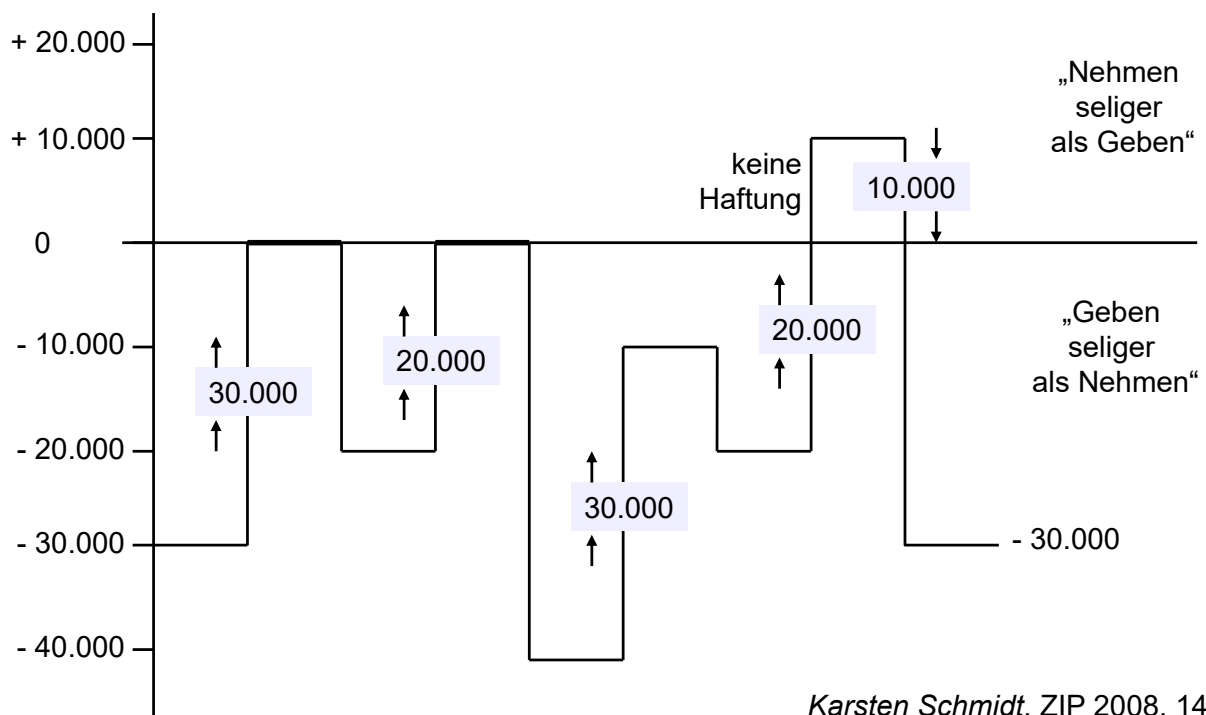 + 20.000
„Nehmen
seliger
als Geben“
+ 10.000
keine
Haftung
10.000
0
„Geben
seliger
als Nehmen“
20.000
- 10.000
20.000
30.000
- 20.000
30.000
- 30.000
- 30.000
- 40.000
Karsten Schmidt, ZIP 2008, 14